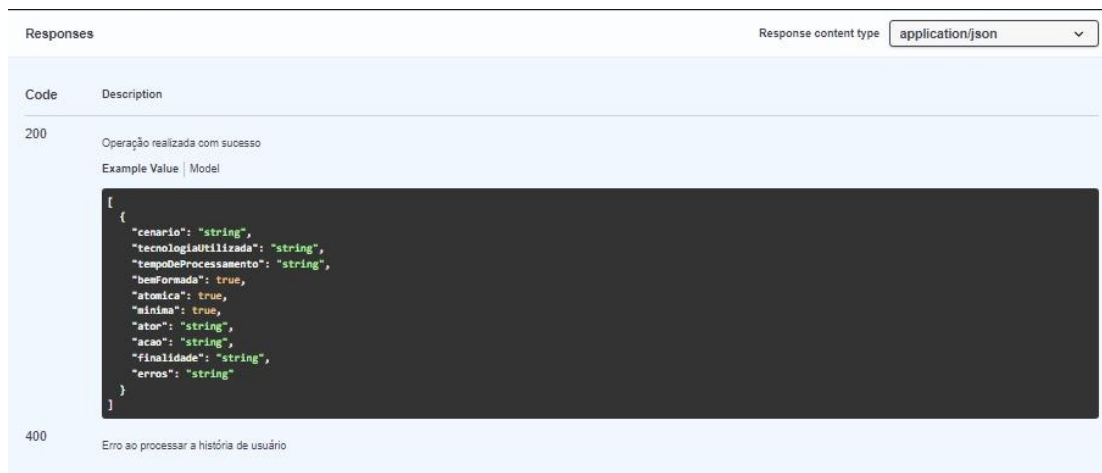 Responses
Response content type application/json
Code Description
200
Operação realizada com sucesso
Example Value Model
[
{
"cenario": "string",
"tecnologiaUtilizada": "string",
"tempoDeProcessamento": "string",
"bemFormada": true,
"atomica": true,
"minima": true,
"ator": "string",
"acao": "string",
"finalidade": "string",
"erros": "string"
}
]
400
Erro ao processar a história de usuário